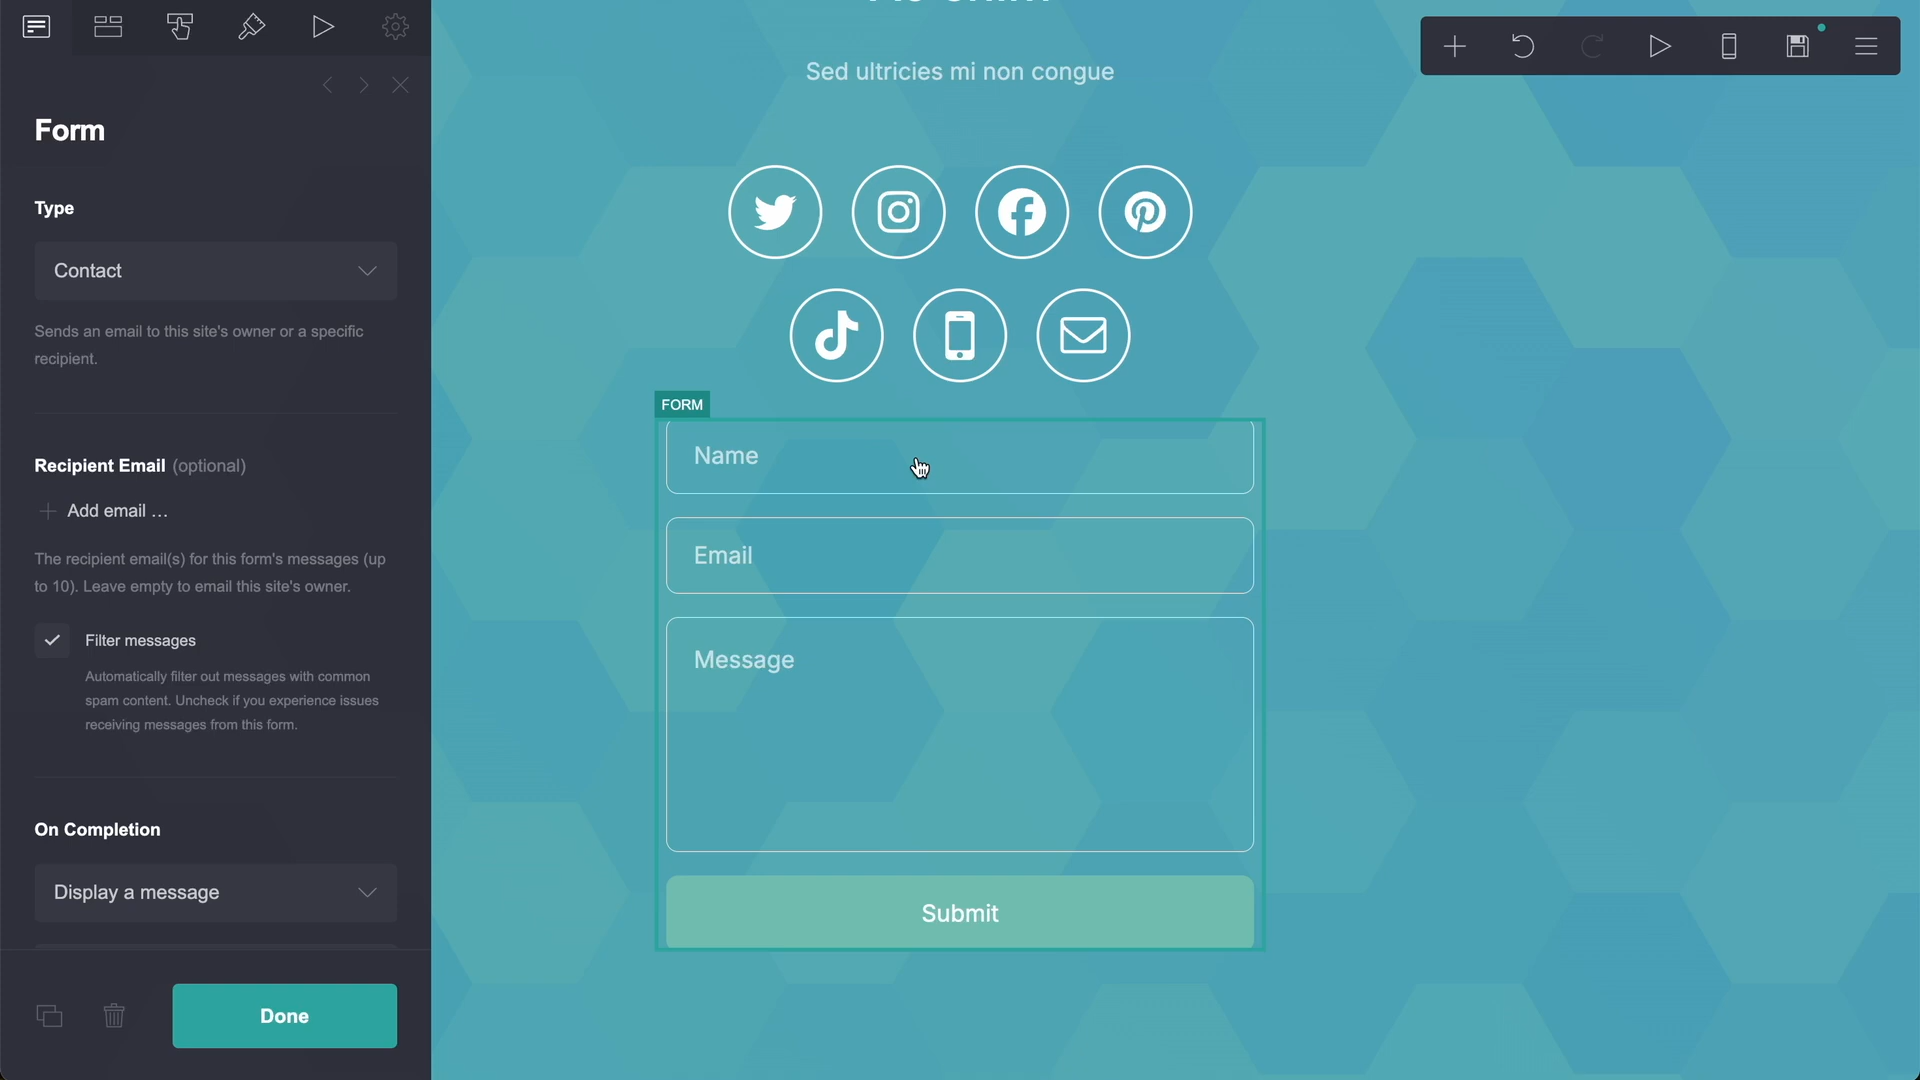 Form
Type
Contact
Sends an email to this site's owner or a specific
recipient.
Recipient Email (optional)
Add email ...
The recipient email(s) for this form's messages (up
to 10). Leave empty to email this site's owner.
Filter messages
Automatically filter out messages with common
spam content. Uncheck if you experience issues
receiving messages from this form.
On Completion
Display a message
Done
Sed ultricies mi non congue
FORM
Name
Email
Message
Submit